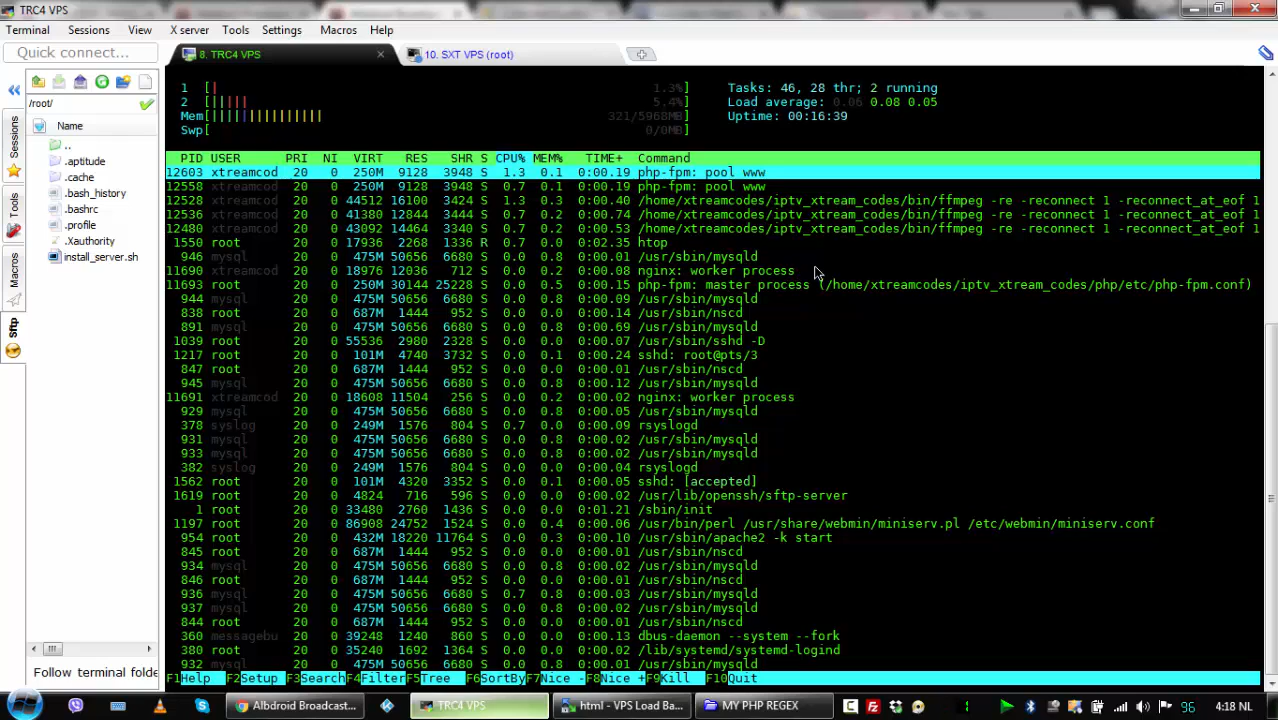 TRC4 VPS
Terminal Sessions View X server Tools Settings Macros Help
Quick connect...
8. TRC4 VPS
10. SXT VPS (root)
/root/
Name
..
.aptitude
.cache
.bash_history
.bashrc
.profile
.Xauthority
install_server.sh
Sessions
Tools
Macros
Sftp
Follow terminal folde
1 [| 1.3%] Tasks: 46, 28 thr; 2 running
2 [||||| 5.4%] Load average: 0.06 0.08 0.05
Mem[|||||||||||||||| 321/5968MB] Uptime: 00:16:39
Swp[ 0/0MB]
PID USER PRI NI VIRT RES SHR S CPU% MEM% TIME+ Command
12603 xtreamcod 20 0 250M 9128 3948 S 1.3 0.1 0:00.19 php-fpm: pool www
12558 xtreamcod 20 0 250M 9128 3948 S 0.7 0.1 0:00.19 php-fpm: pool www
12528 xtreamcod 20 0 44512 16100 3424 S 1.3 0.3 0:00.40 /home/xtreamcodes/iptv_xtream_codes/bin/ffmpeg -re -reconnect 1 -reconnect_at_eof 1
12536 xtreamcod 20 0 41380 12844 3444 S 0.7 0.2 0:00.74 /home/xtreamcodes/iptv_xtream_codes/bin/ffmpeg -re -reconnect 1 -reconnect_at_eof 1
12480 xtreamcod 20 0 43092 14464 3340 S 0.7 0.2 0:00.53 /home/xtreamcodes/iptv_xtream_codes/bin/ffmpeg -re -reconnect 1 -reconnect_at_eof 1
1550 root 20 0 17936 2268 1336 R 0.7 0.0 0:02.35 htop
946 mysql 20 0 475M 50656 6680 S 0.0 0.8 0:00.01 /usr/sbin/mysqld
11690 xtreamcod 20 0 18976 12036 712 S 0.0 0.2 0:00.08 nginx: worker process
11693 root 20 0 250M 30144 25228 S 0.0 0.5 0:00.15 php-fpm: master process (/home/xtreamcodes/iptv_xtream_codes/php/etc/php-fpm.conf)
944 mysql 20 0 475M 50656 6680 S 0.0 0.8 0:00.09 /usr/sbin/mysqld
838 root 20 0 687M 1444 952 S 0.0 0.0 0:00.14 /usr/sbin/nscd
891 mysql 20 0 475M 50656 6680 S 0.0 0.8 0:00.69 /usr/sbin/mysqld
1039 root 20 0 55536 2980 2328 S 0.0 0.0 0:00.07 /usr/sbin/sshd -D
1217 root 20 0 101M 4740 3732 S 0.0 0.1 0:00.24 sshd: root@pts/3
847 root 20 0 687M 1444 952 S 0.0 0.0 0:00.01 /usr/sbin/nscd
945 mysql 20 0 475M 50656 6680 S 0.0 0.8 0:00.12 /usr/sbin/mysqld
11691 xtreamcod 20 0 18608 11504 256 S 0.0 0.2 0:00.02 nginx: worker process
929 mysql 20 0 475M 50656 6680 S 0.0 0.8 0:00.02 /usr/sbin/mysqld
378 syslog 20 0 249M 1576 804 S 0.7 0.0 0:00.09 rsyslogd
931 mysql 20 0 475M 50656 6680 S 0.0 0.8 0:00.02 /usr/sbin/mysqld
933 mysql 20 0 475M 50656 6680 S 0.0 0.8 0:00.02 /usr/sbin/mysqld
382 syslog 20 0 249M 1576 804 S 0.0 0.0 0:00.04 rsyslogd
1562 root 20 0 101M 4320 3352 S 0.0 0.1 0:00.05 sshd: [accepted]
1619 root 20 0 4824 716 596 S 0.0 0.0 0:00.02 /usr/lib/openssh/sftp-server
1 root 20 0 33480 2760 1436 S 0.0 0.0 0:01.21 /sbin/init
1197 root 20 0 86908 24752 1524 S 0.0 0.4 0:00.06 /usr/bin/perl /usr/share/webmin/miniserv.pl /etc/webmin/miniserv.conf
954 root 20 0 432M 18220 11764 S 0.0 0.3 0:00.10 /usr/sbin/apache2 -k start
845 root 20 0 687M 1444 952 S 0.0 0.0 0:00.01 /usr/sbin/nscd
934 mysql 20 0 475M 50656 6680 S 0.0 0.8 0:00.02 /usr/sbin/mysqld
846 root 20 0 687M 1444 952 S 0.0 0.0 0:00.01 /usr/sbin/nscd
936 mysql 20 0 475M 50656 6680 S 0.7 0.8 0:00.03 /usr/sbin/mysqld
937 mysql 20 0 475M 50656 6680 S 0.0 0.8 0:00.02 /usr/sbin/mysqld
844 root 20 0 687M 1444 952 S 0.0 0.0 0:00.01 /usr/sbin/nscd
360 messagebu 20 0 39248 1240 860 S 0.0 0.0 0:00.13 dbus-daemon --system --fork
380 root 20 0 35240 1692 1364 S 0.0 0.0 0:00.01 /lib/systemd/systemd-logind
932 mysql 20 0 475M 50656 6680 S 0.0 0.8 0:00.02 /usr/sbin/mysqld
F1Help F2Setup F3SearchF4FilterF5Tree F6SortByF7Nice -F8Nice +F9Kill F10Quit
Albdroid Broadcast...
TRC4 VPS
html - VPS Load Ba...
MY PHP REGEX
1
96
4:18 NL